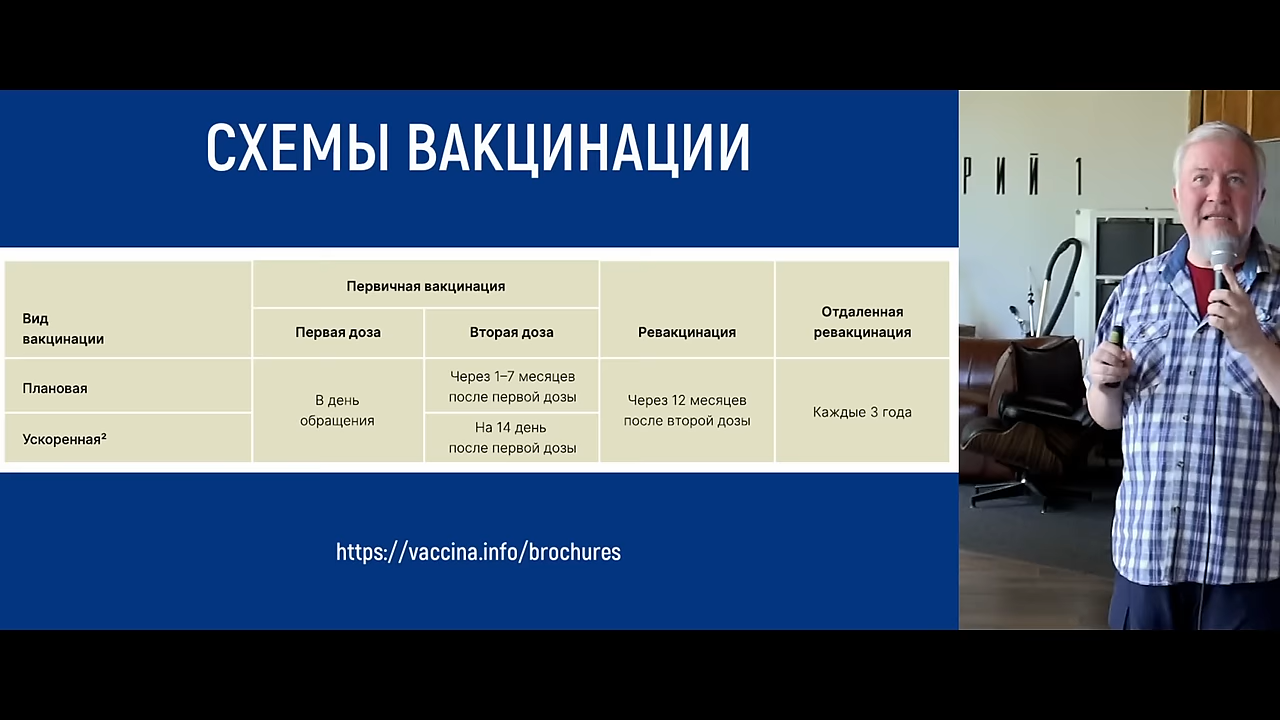 СХЕМЫ ВАКЦИНАЦИИ
Вид
вакцинации
Первичная вакцинация
Первая доза
Вторая доза
Ревакцинация
Отдаленная
ревакцинация
Плановая
В день
обращения
Через 1–7 месяцев
после первой дозы
Через 12 месяцев
после второй дозы
Каждые 3 года
Ускоренная²
На 14 день
после первой дозы
https://vaccina.info/brochures
РИЙ 1